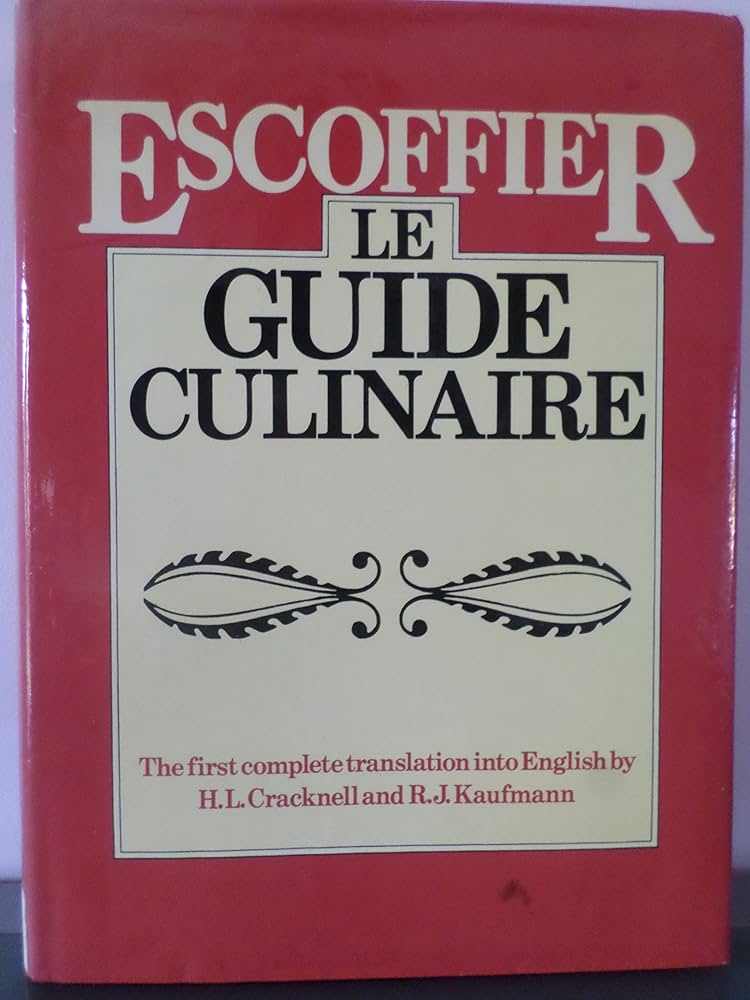 ESCOFFIER
LE
GUIDE
CULINAIRE
The first complete translation into English by
H.L. Cracknell and R.J. Kaufmann